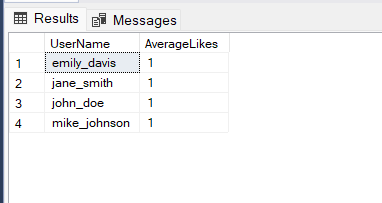 Results Messages
UserName AverageLikes
1 emily_davis 1
2 jane_smith 1
3 john_doe 1
4 mike_johnson 1